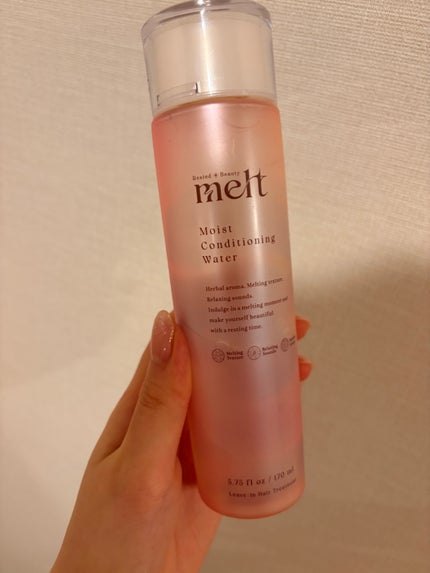 Rested + Beauty
melt
Moist
Conditioning
Water
Herbal aroma. Melting texture.
Relaxing sounds.
Indulge in a melting moment and
make yourself beautiful
with a resting time.
Melting
Texture
Relaxing
Sounds
5.75 fl oz / 170 ml
Leave-in Hair Treatment